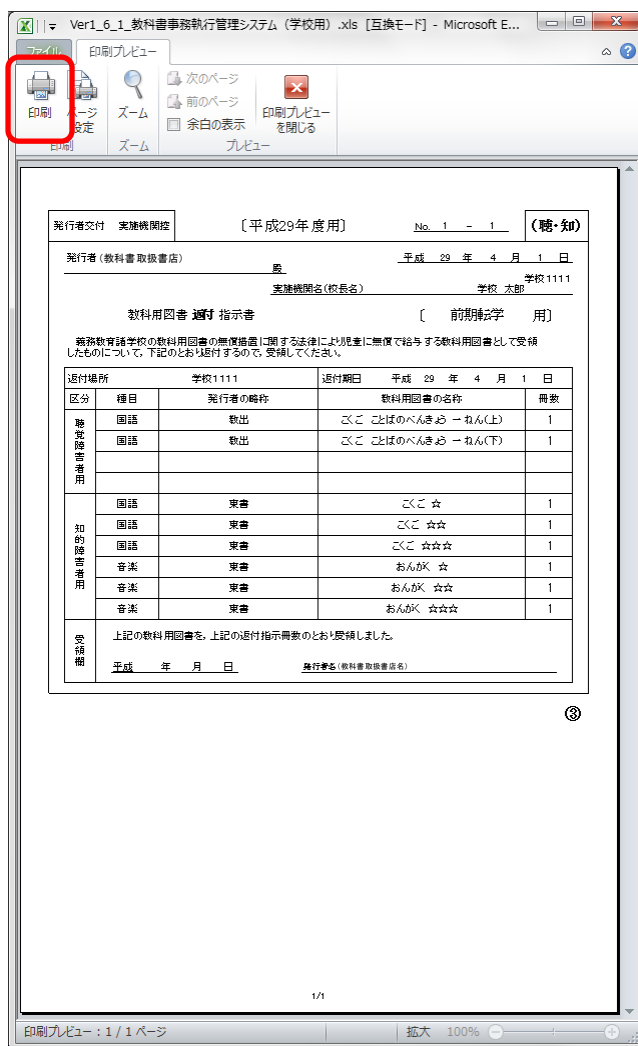 Ver1_6_1_教科書事務執行管理システム（学校用）.xls [互換モード] - Microsoft E...
ファイル 印刷プレビュー
印刷 ページ設定 ズーム 次のページ 前のページ 余白の表示 印刷プレビューを閉じる
印刷 ズーム プレビュー
発行者交付 実施機関控 〔平成29年度用〕 No. 1 － 1 (聴・知)
発行者(教科書取扱書店) 殿 平成 29 年 4 月 1 日
学校1111
実施機関名(校長名) 学校 太郎
教科用図書 返付 指示書 〔 前期転学 用〕
義務教育諸学校の教科用図書の無償措置に関する法律により児童に無償で給与する教科用図書として受領
したものについて，下記のとおり返付するので，受領してください。
返付場所 学校1111 返付期日 平成 29 年 4 月 1 日
区分 種目 発行者の略称 教科用図書の名称 冊数
聴覚障害者用
国語 教出 こくご ことばのべんきょう 一ねん(上) 1
国語 教出 こくご ことばのべんきょう 一ねん(下) 1
知的障害者用
国語 東書 こくご ☆ 1
国語 東書 こくご ☆☆ 1
国語 東書 こくご ☆☆☆ 1
音楽 東書 おんがく ☆ 1
音楽 東書 おんがく ☆☆ 1
音楽 東書 おんがく ☆☆☆ 1
受領欄
上記の教科用図書を，上記の返付指示冊数のとおり受領しました。
平成 年 月 日 発行者名(教科書取扱書店名)
③
1/1
印刷プレビュー：1 / 1 ページ 拡大 100%